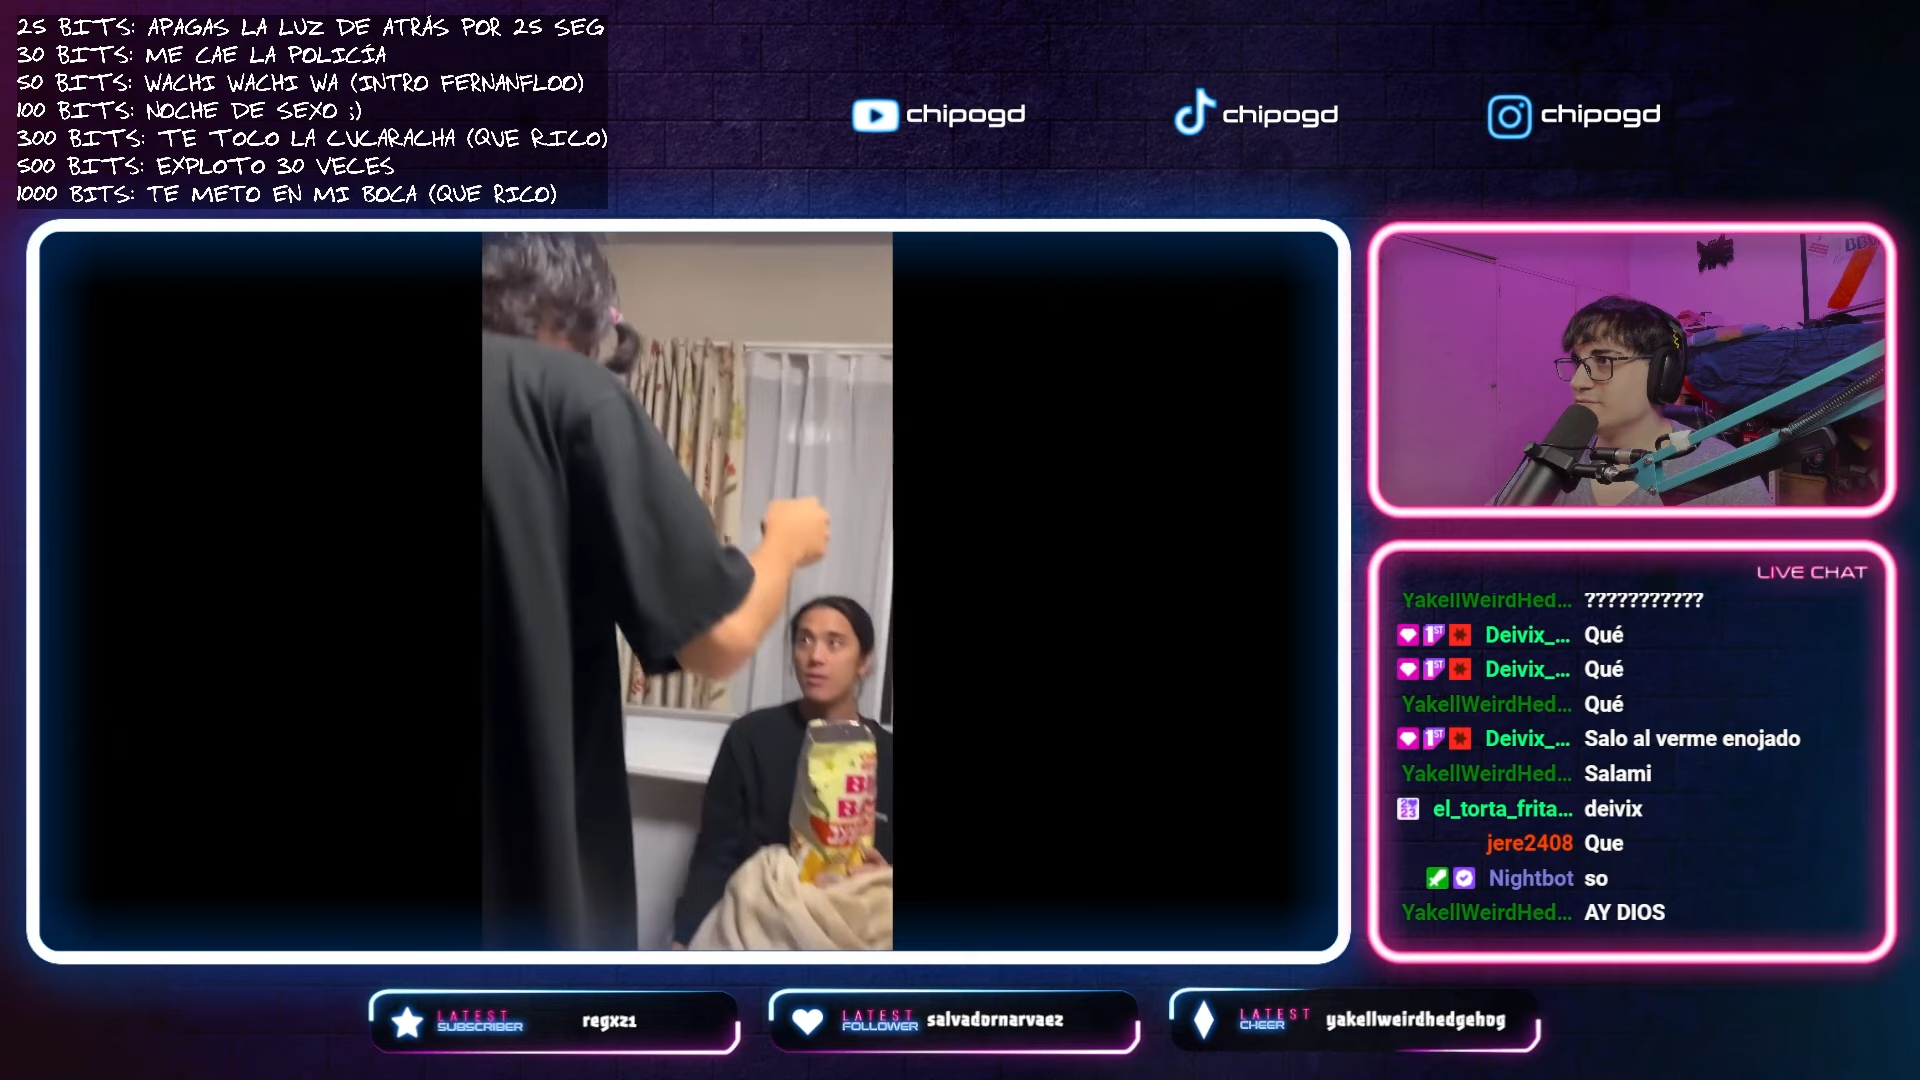 25 BITS: APAGAS LA LUZ DE ATRÁS POR 25 SEG
30 BITS: ME CAE LA POLICÍA
50 BITS: WACHI WACHI WA (INTRO FERNANFLOO)
100 BITS: NOCHE DE SEXO ;)
300 BITS: TE TOCO LA CUCARACHA (QUE RICO)
500 BITS: EXPLOTO 30 VECES
1000 BITS: TE METO EN MI BOCA (QUE RICO)
chipogd
chipogd
chipogd
LIVE CHAT
YakellWeirdHed... ???????????
Deivix_... Qué
Deivix_... Qué
YakellWeirdHed... Qué
Deivix_... Salo al verme enojado
YakellWeirdHed... Salami
el_torta_frita... deivix
jere2408 Que
Nightbot so
YakellWeirdHed... AY DIOS
LATEST SUBSCRIBER regxz1
LATEST FOLLOWER salvadornarvaez
LATEST CHEER yakellweirdhedgehog